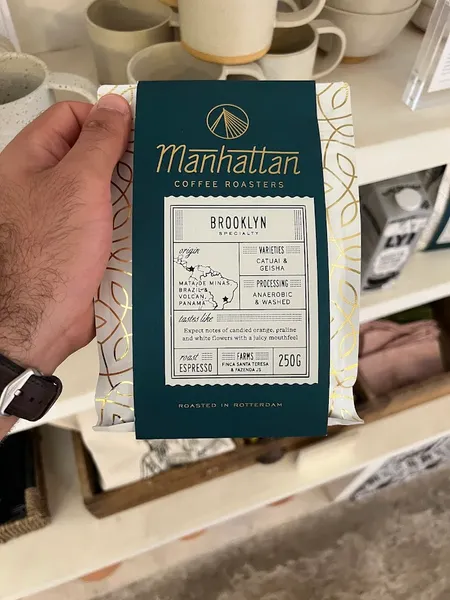 Manhattan
COFFEE ROASTERS
BROOKLYN
SPECIALTY
origin
MATAS DE MINAS,
BRAZIL &
VOLCAN,
PANAMA
VARIETIES
CATUAI &
GEISHA
PROCESSING
ANAEROBIC
& WASHED
tastes like
Expect notes of candied orange, praline
and white flowers with a juicy mouthfeel
roast
ESPRESSO
FARMS
FINCA SANTA TERESA
& FAZENDA JS
250G
ROASTED IN ROTTERDAM